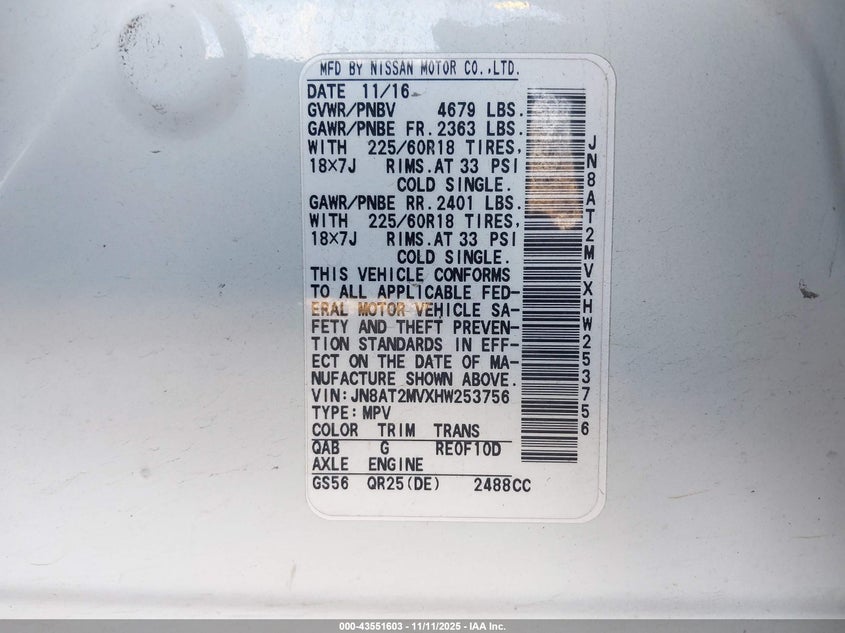 MFD BY NISSAN MOTOR CO.,LTD.
DATE 11/16
GVWR/PNBV 4679 LBS.
GAWR/PNBE FR. 2363 LBS.
WITH 225/60R18 TIRES,
18×7J RIMS.AT 33 PSI
COLD SINGLE.
GAWR/PNBE RR. 2401 LBS.
WITH 225/60R18 TIRES,
18×7J RIMS.AT 33 PSI
COLD SINGLE.
THIS VEHICLE CONFORMS
TO ALL APPLICABLE FED-
ERAL MOTOR VEHICLE SA-
FETY AND THEFT PREVEN-
TION STANDARDS IN EFF-
ECT ON THE DATE OF MA-
NUFACTURE SHOWN ABOVE.
VIN:JN8AT2MVXHW253756
TYPE:MPV
COLOR TRIM TRANS
QAB G RE0F10D
AXLE ENGINE
GS56 QR25(DE) 2488CC
JN8AT2MVXHW253756
000-43551603 - 11/11/2025 - IAA Inc.